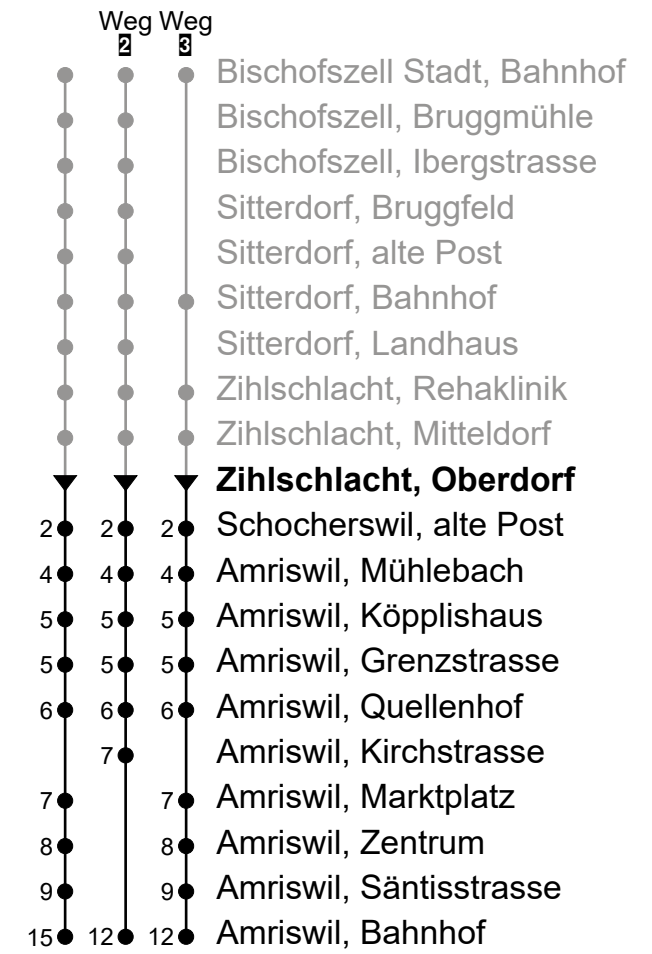 Weg Weg
2 3
Bischofszell Stadt, Bahnhof
Bischofszell, Bruggmühle
Bischofszell, Ibergstrasse
Sitterdorf, Bruggfeld
Sitterdorf, alte Post
Sitterdorf, Bahnhof
Sitterdorf, Landhaus
Zihlschlacht, Rehaklinik
Zihlschlacht, Mitteldorf
Zihlschlacht, Oberdorf
2 2 2 Schocherswil, alte Post
4 4 4 Amriswil, Mühlebach
5 5 5 Amriswil, Köpplishaus
5 5 5 Amriswil, Grenzstrasse
6 6 6 Amriswil, Quellenhof
7 Amriswil, Kirchstrasse
7 7 Amriswil, Marktplatz
8 8 Amriswil, Zentrum
9 9 Amriswil, Säntisstrasse
15 12 12 Amriswil, Bahnhof